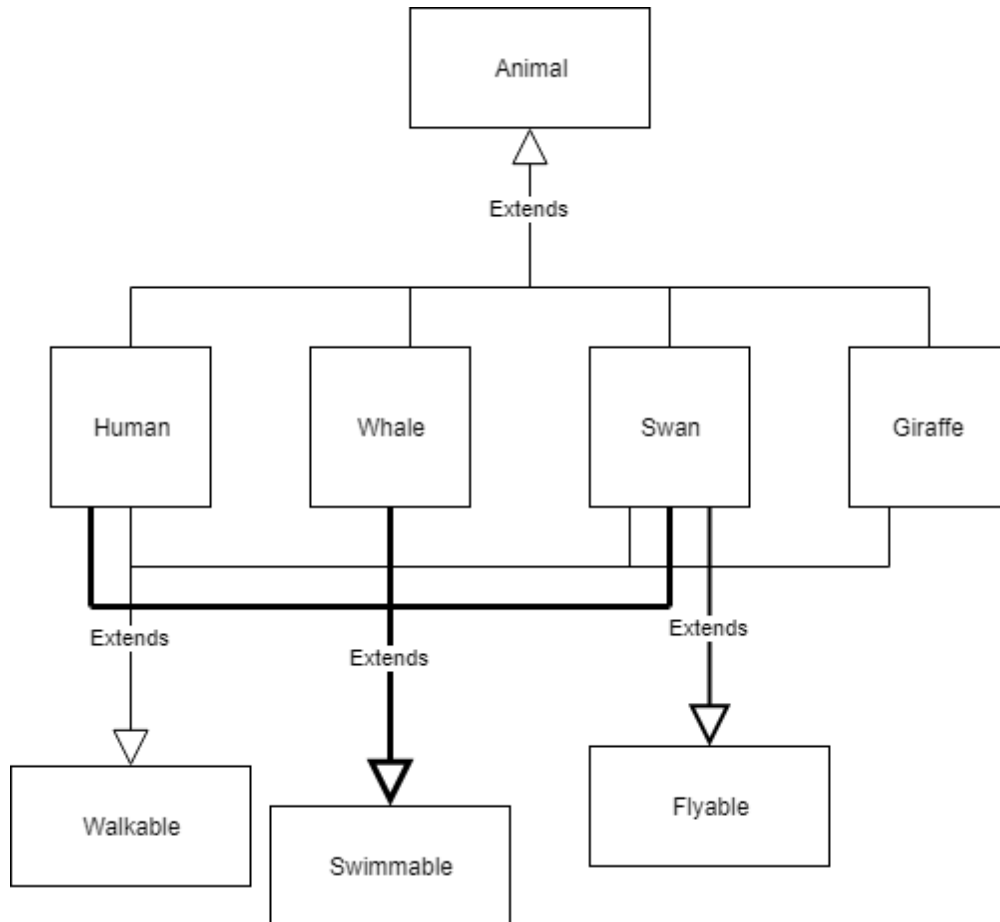 Animal
Extends
Human
Whale
Swan
Giraffe
Extends
Extends
Extends
Walkable
Swimmable
Flyable